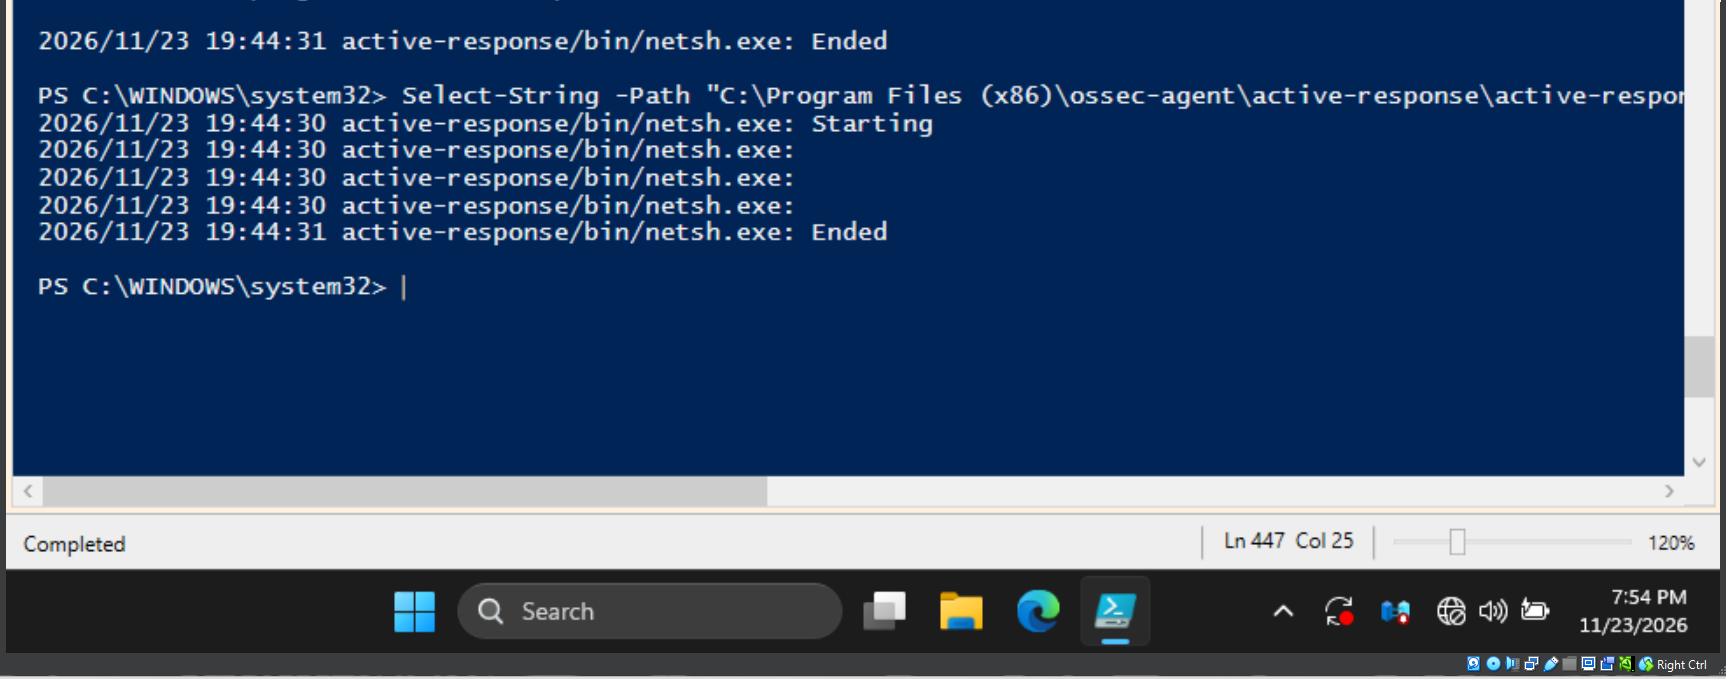 2026/11/23 19:44:31 active-response/bin/netsh.exe: Ended
PS C:\WINDOWS\system32> Select-String -Path "C:\Program Files (x86)\ossec-agent\active-response\active-respon
2026/11/23 19:44:30 active-response/bin/netsh.exe: Starting
2026/11/23 19:44:30 active-response/bin/netsh.exe:
2026/11/23 19:44:30 active-response/bin/netsh.exe:
2026/11/23 19:44:30 active-response/bin/netsh.exe:
2026/11/23 19:44:31 active-response/bin/netsh.exe: Ended
PS C:\WINDOWS\system32>
Completed
Ln 447 Col 25
120%
Search
7:54 PM
11/23/2026
Right Ctrl